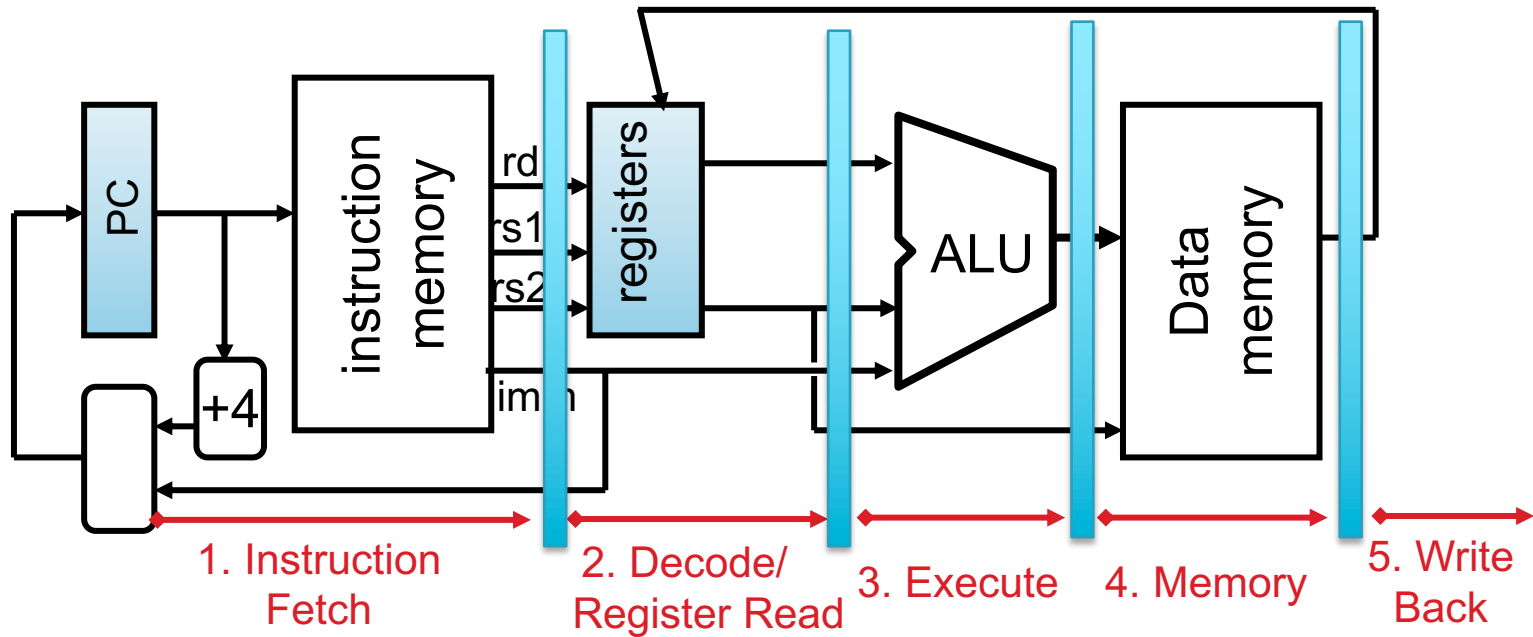 PC
+4
instruction
memory
rd
rs1
rs2
imm
registers
ALU
Data
memory
1. Instruction
Fetch
2. Decode/
Register Read
3. Execute
4. Memory
5. Write
Back